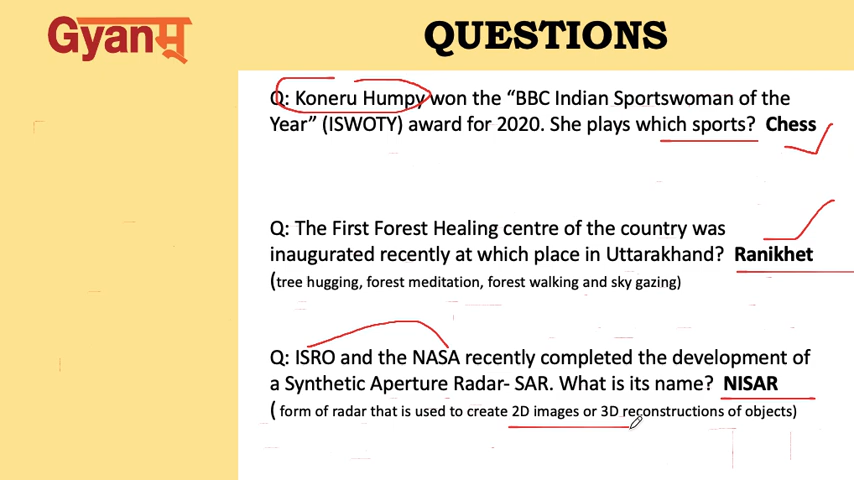 Gyanम्
QUESTIONS
Q: Koneru Humpy won the “BBC Indian Sportswoman of the
Year” (ISWOTY) award for 2020. She plays which sports? Chess
Q: The First Forest Healing centre of the country was
inaugurated recently at which place in Uttarakhand? Ranikhet
(tree hugging, forest meditation, forest walking and sky gazing)
Q: ISRO and the NASA recently completed the development of
a Synthetic Aperture Radar- SAR. What is its name? NISAR
( form of radar that is used to create 2D images or 3D reconstructions of objects)